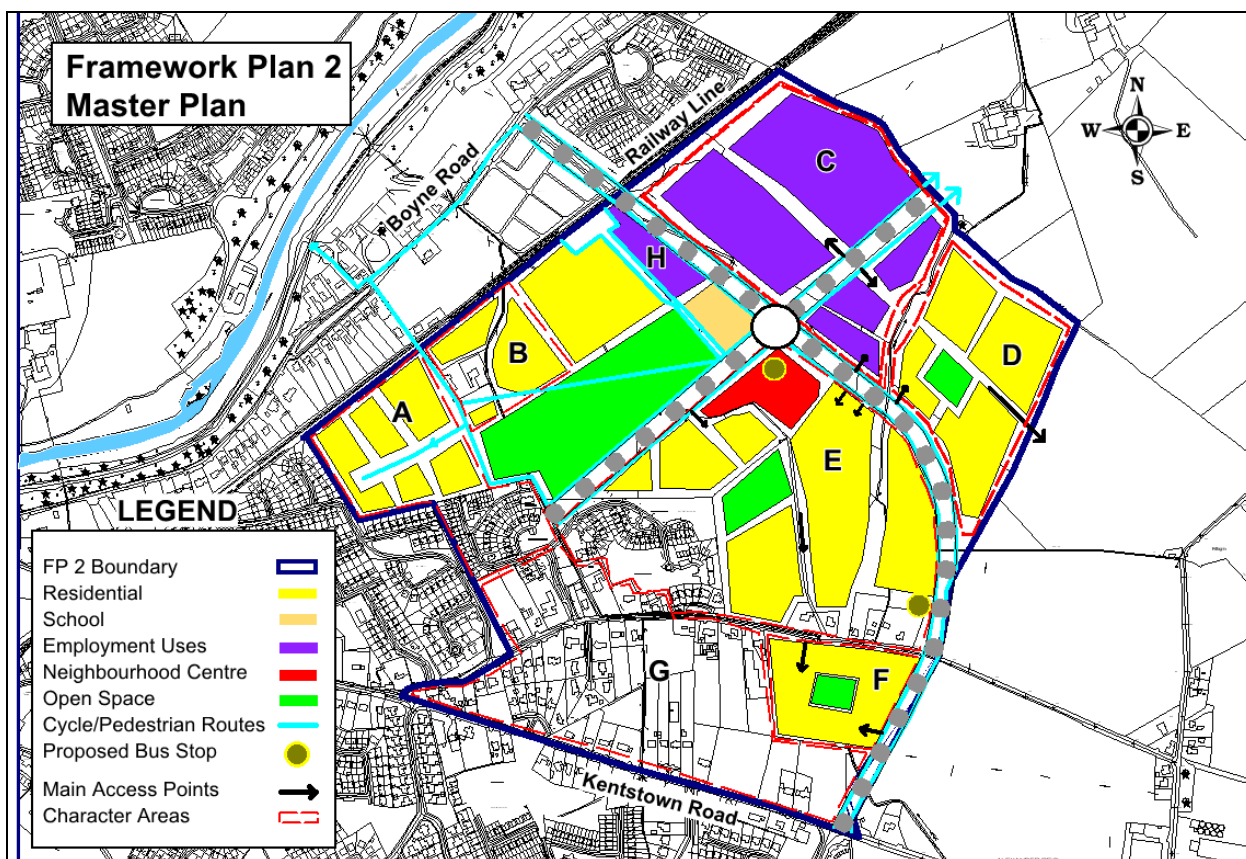 Framework Plan 2
Master Plan
N
W
E
S
Railway Line
Boyne Road
C
H
B
D
A
E
G
F
Kentstown Road
LEGEND
FP 2 Boundary
Residential
School
Employment Uses
Neighbourhood Centre
Open Space
Cycle/Pedestrian Routes
Proposed Bus Stop
Main Access Points
Character Areas